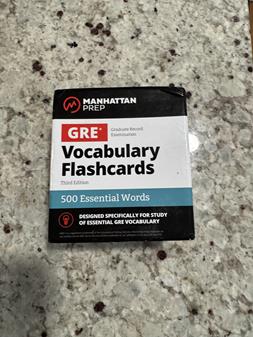 MANHATTAN
PREP
GRE®
Graduate Record
Examination
Vocabulary
Flashcards
Third Edition
500 Essential Words
DESIGNED SPECIFICALLY FOR STUDY
OF ESSENTIAL GRE VOCABULARY